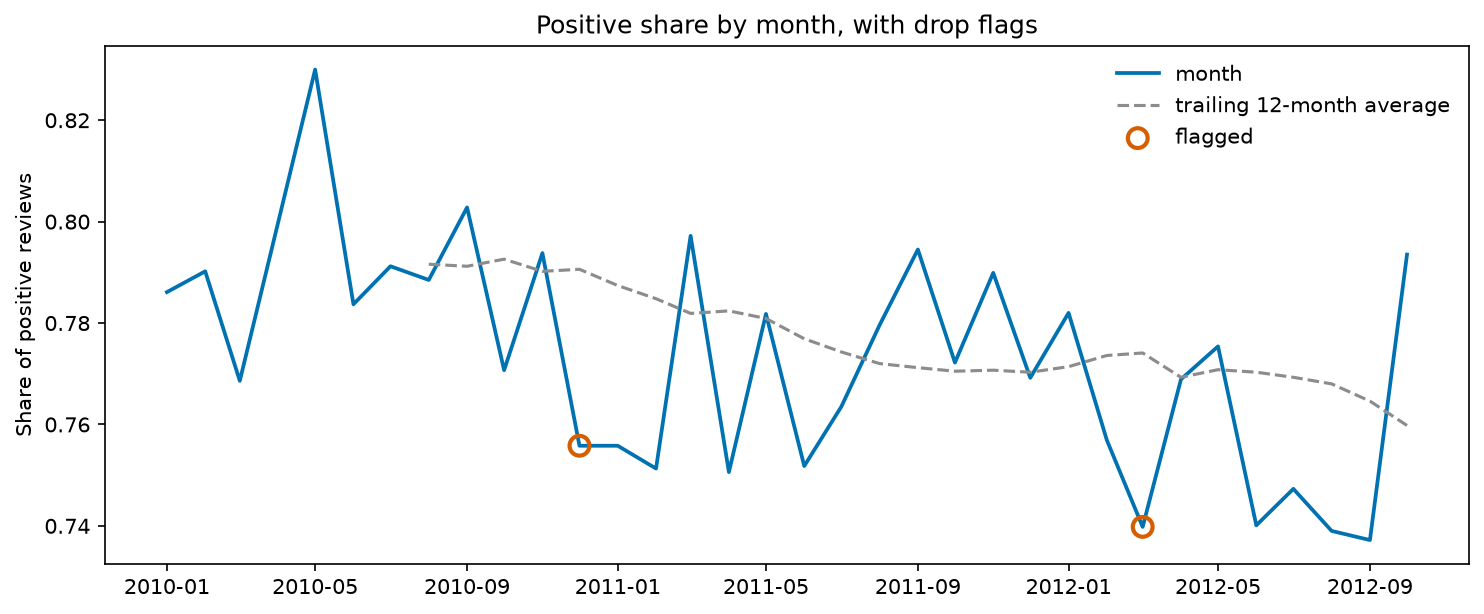 Positive share by month, with drop flags
month
trailing 12-month average
flagged
Share of positive reviews
0.82
0.80
0.78
0.76
0.74
2010-01
2010-05
2010-09
2011-01
2011-05
2011-09
2012-01
2012-05
2012-09